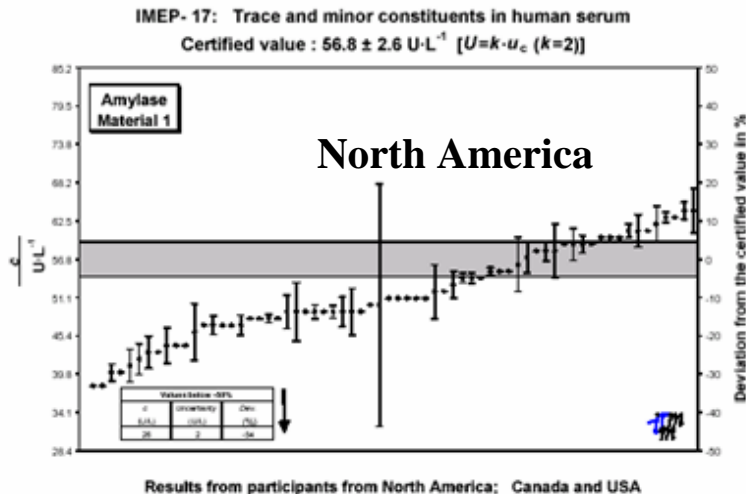 IMEP- 17: Trace and minor constituents in human serum
Certified value : 56.8 ± 2.6 U·L⁻¹ [U=k·u_c (k=2)]
85.2
79.5
73.8
68.2
62.5
56.8
51.1
45.4
39.8
34.1
28.4
c
U·L⁻¹
Amylase
Material 1
North America
50
40
30
20
10
0
-10
-20
-30
-40
-50
Deviation from the certified value in %
Values below -50%
c Uncertainty Dev.
(U/L) (U/L) (%)
26 2 -54
Results from participants from North America; Canada and USA